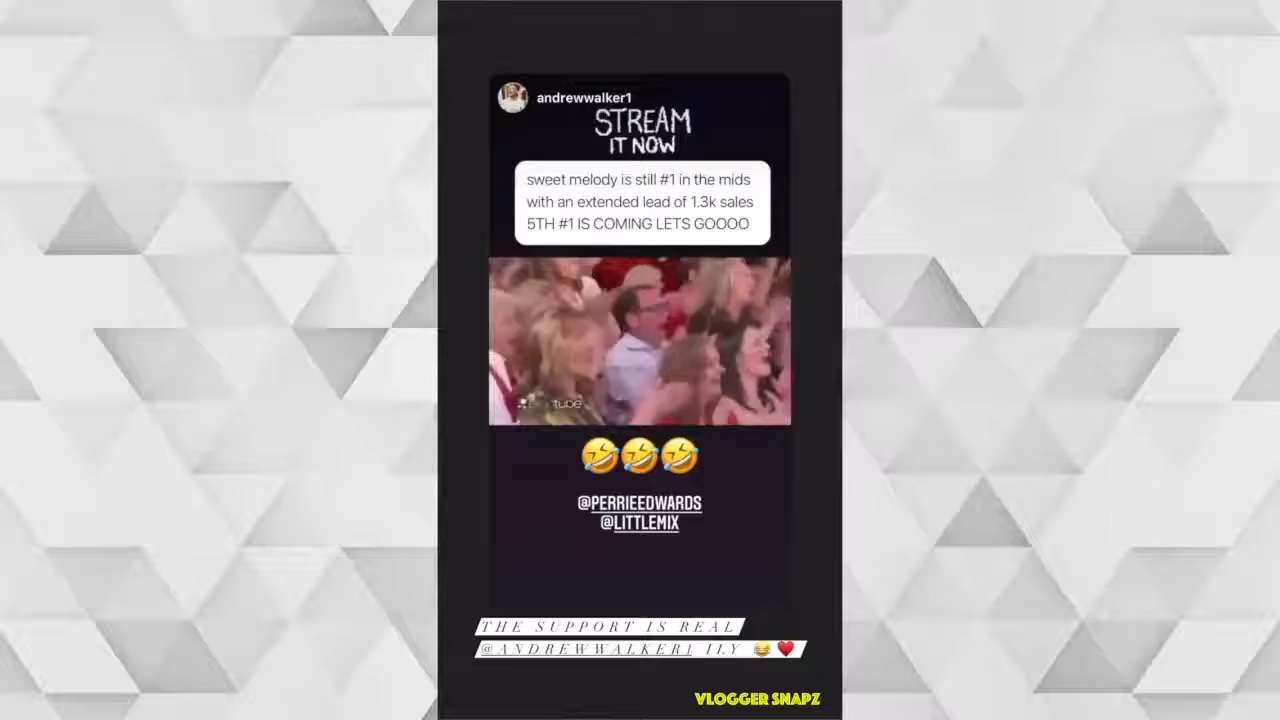 andrewwalker1
STREAM
IT NOW
sweet melody is still #1 in the mids
with an extended lead of 1.3k sales
5TH #1 IS COMING LETS GOOOO
tube
🤣🤣🤣
@PERRIEEDWARDS
@LITTLEMIX
THE SUPPORT IS REAL
@ANDREWWALKER1 ILY 😂♥️
VLOGGER SNAPZ